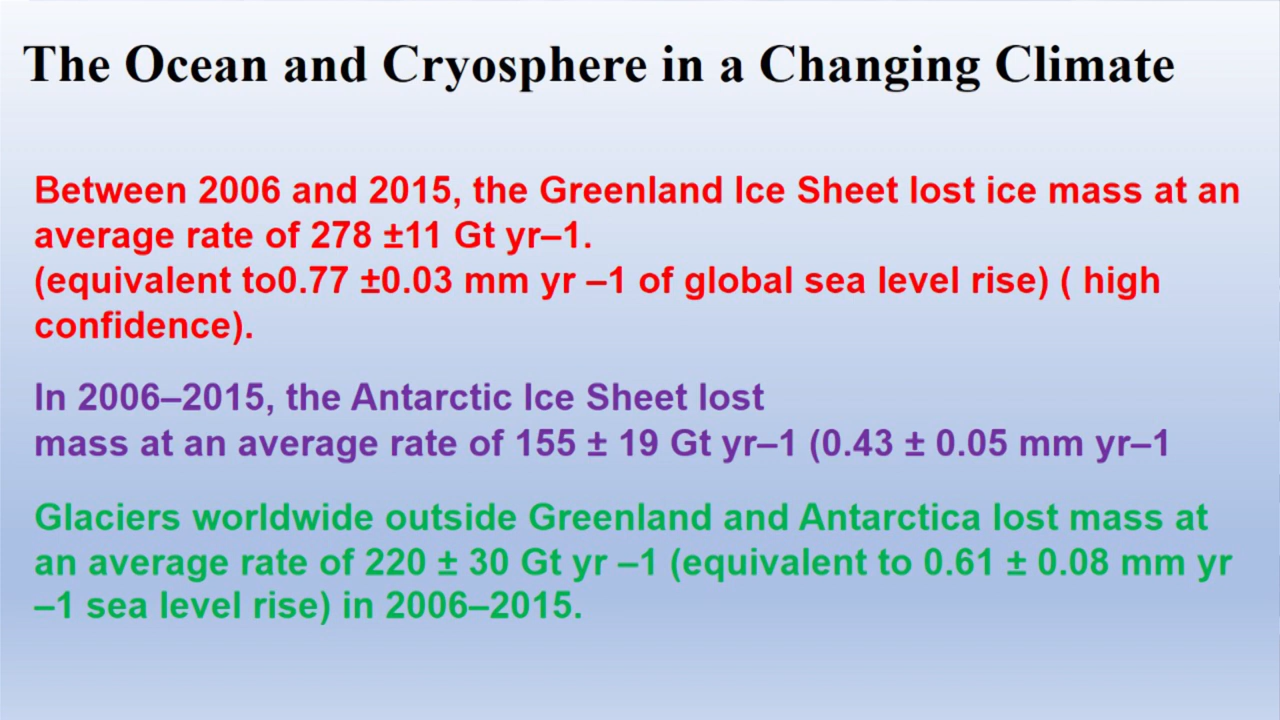 The Ocean and Cryosphere in a Changing Climate
Between 2006 and 2015, the Greenland Ice Sheet lost ice mass at an
average rate of 278 ±11 Gt yr–1.
(equivalent to0.77 ±0.03 mm yr –1 of global sea level rise) ( high
confidence).
In 2006–2015, the Antarctic Ice Sheet lost
mass at an average rate of 155 ± 19 Gt yr–1 (0.43 ± 0.05 mm yr–1
Glaciers worldwide outside Greenland and Antarctica lost mass at
an average rate of 220 ± 30 Gt yr –1 (equivalent to 0.61 ± 0.08 mm yr
–1 sea level rise) in 2006–2015.